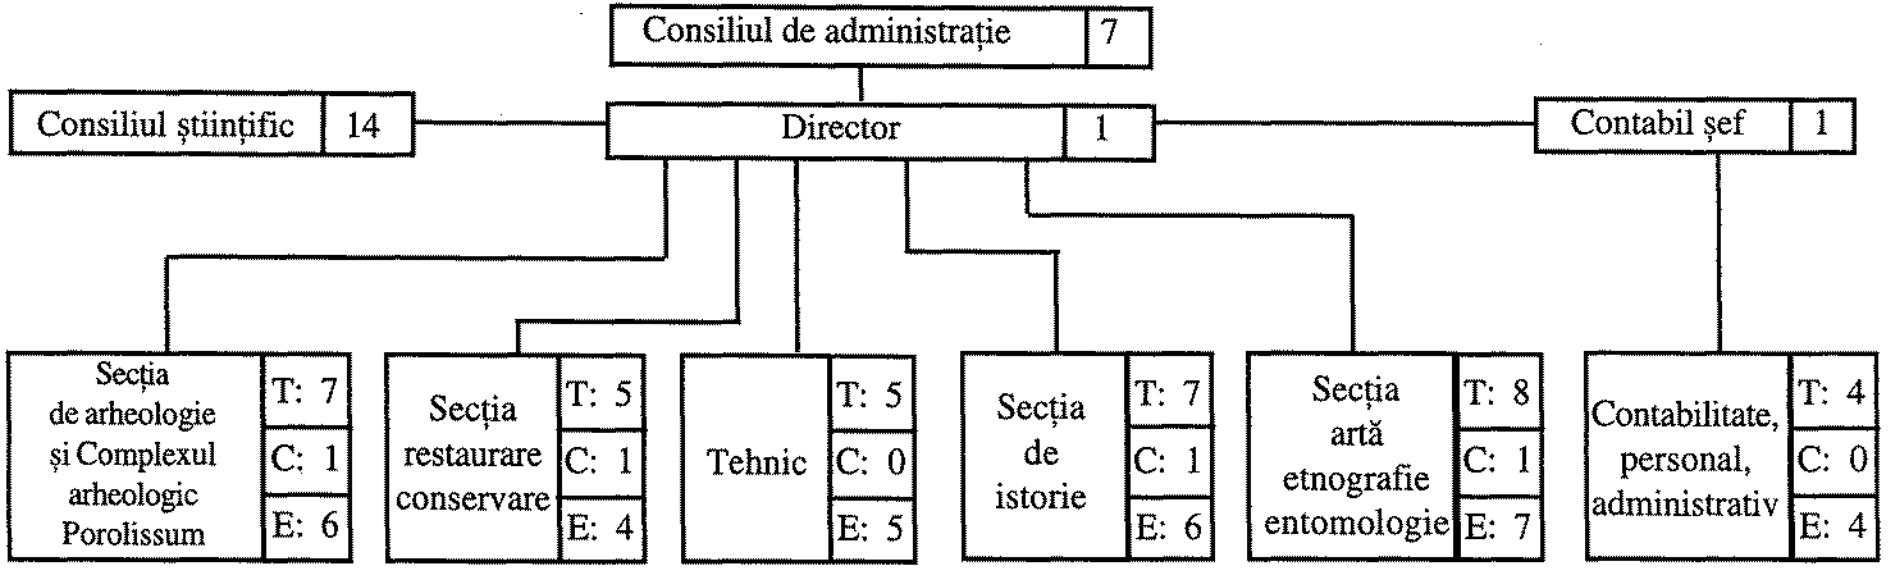 Consiliul de administrație 7
Consiliul științific 14
Director 1
Contabil șef 1
Secția
de arheologie
și Complexul
arheologic
Porolissum
T: 7
C: 1
E: 6
Secția
restaurare
conservare
T: 5
C: 1
E: 4
Tehnic
T: 5
C: 0
E: 5
Secția
de
istorie
T: 7
C: 1
E: 6
Secția
artă
etnografie
entomologie
T: 8
C: 1
E: 7
Contabilitate,
personal,
administrativ
T: 4
C: 0
E: 4